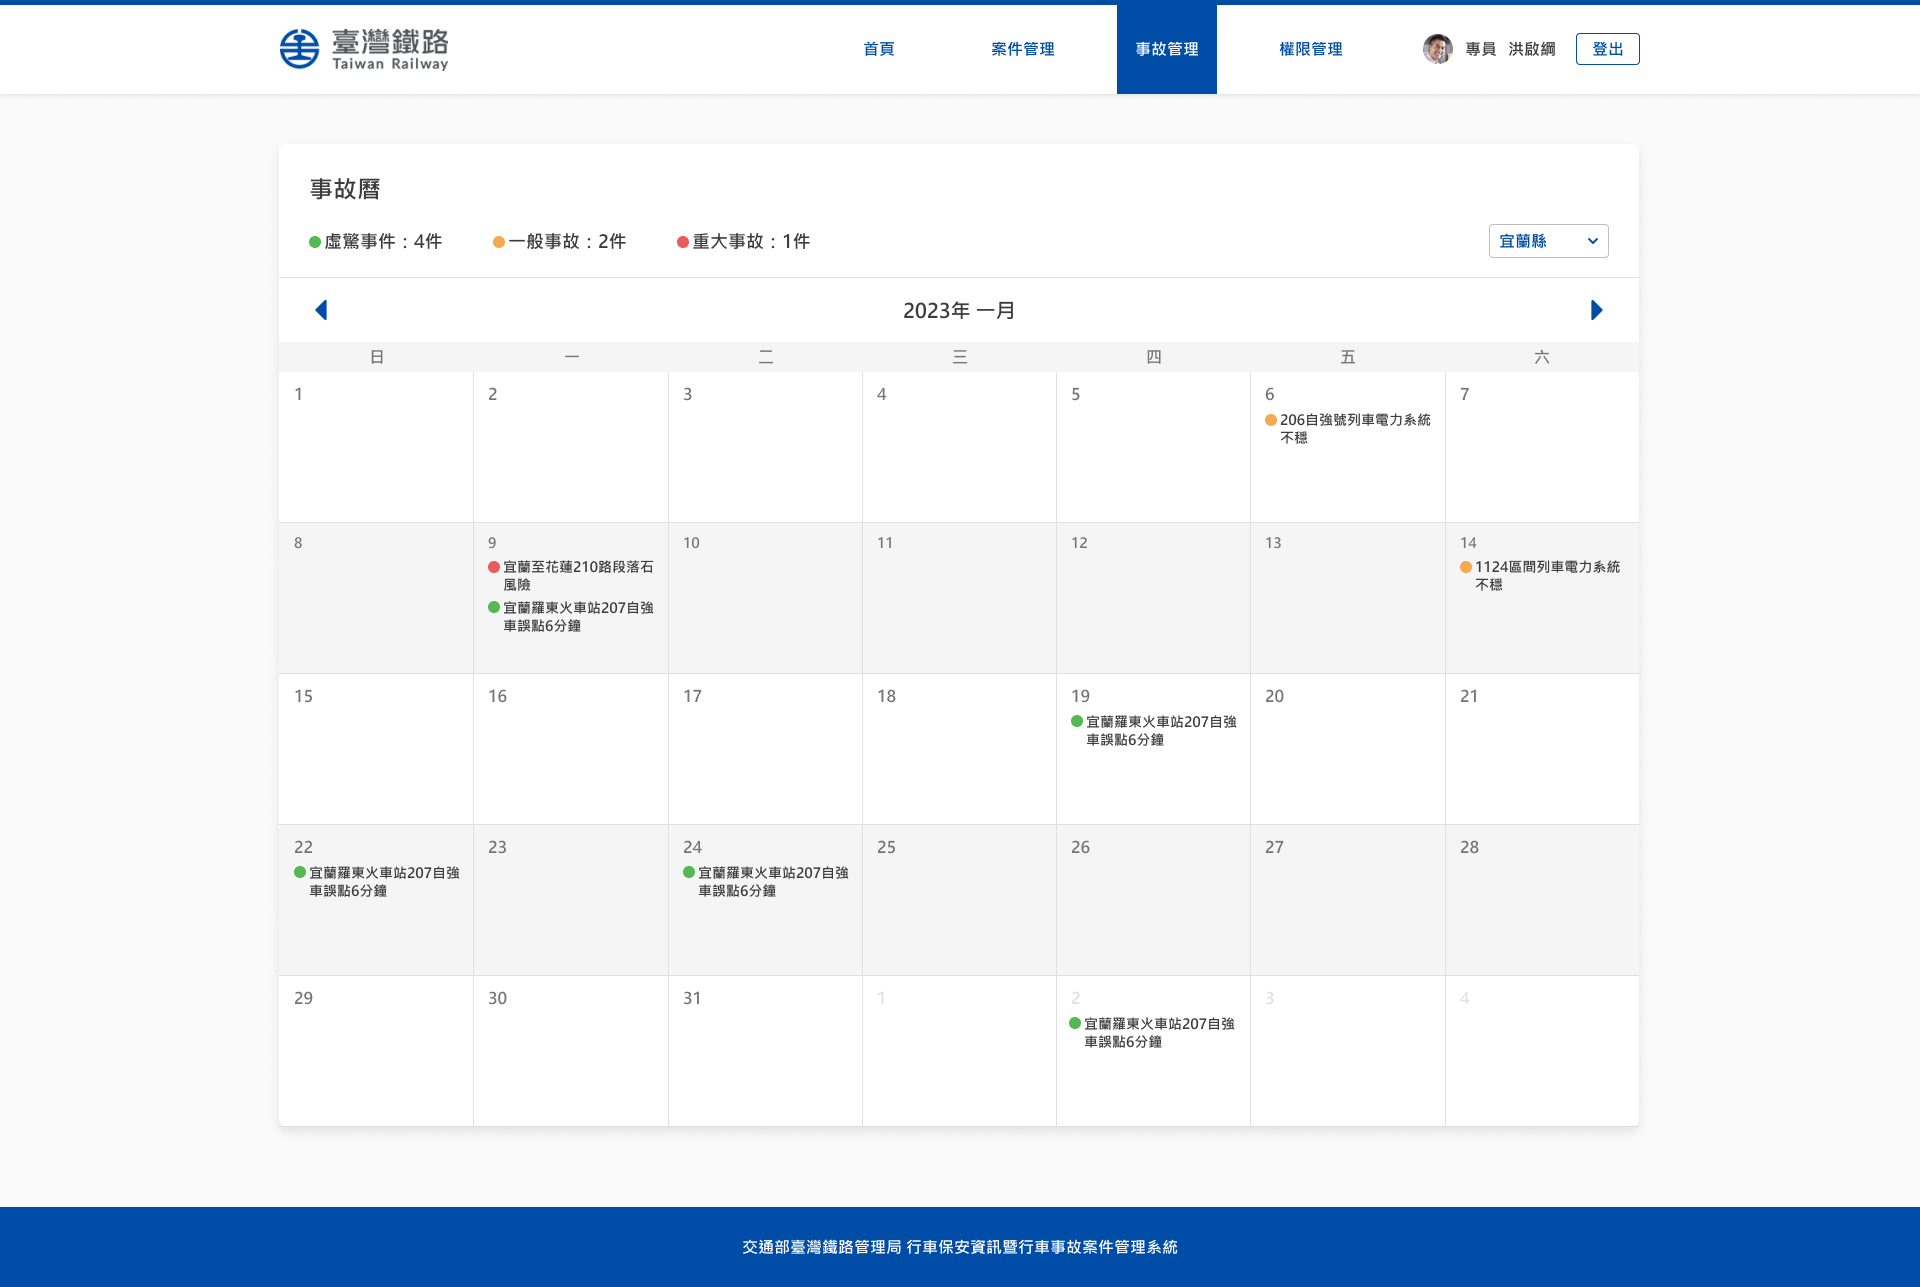 臺灣鐵路
Taiwan Railway
首頁 案件管理 事故管理 權限管理 專員 洪啟綱 登出
事故曆
虛驚事件：4件 一般事故：2件 重大事故：1件 宜蘭縣
2023年 一月
日 一 二 三 四 五 六
1 2 3 4 5 6 7
206自強號列車電力系統
不穩
8 9 10 11 12 13 14
宜蘭至花蓮210路段落石
風險
宜蘭羅東火車站207自強
車誤點6分鐘
1124區間列車電力系統
不穩
15 16 17 18 19 20 21
宜蘭羅東火車站207自強
車誤點6分鐘
22 23 24 25 26 27 28
宜蘭羅東火車站207自強
車誤點6分鐘
宜蘭羅東火車站207自強
車誤點6分鐘
29 30 31 1 2 3 4
宜蘭羅東火車站207自強
車誤點6分鐘
交通部臺灣鐵路管理局 行車保安資訊暨行車事故案件管理系統